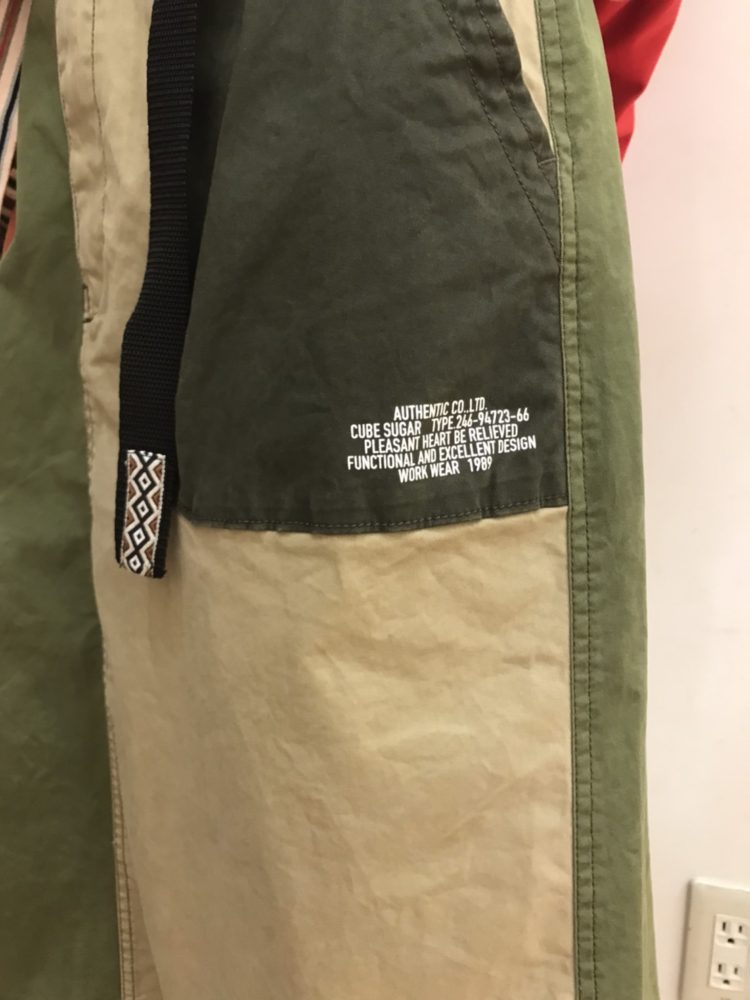 AUTHENTIC CO.,LTD.
CUBE SUGAR TYPE.246-94723-66
PLEASANT HEART BE RELIEVED
FUNCTIONAL AND EXCELLENT DESIGN
WORK WEAR 1989